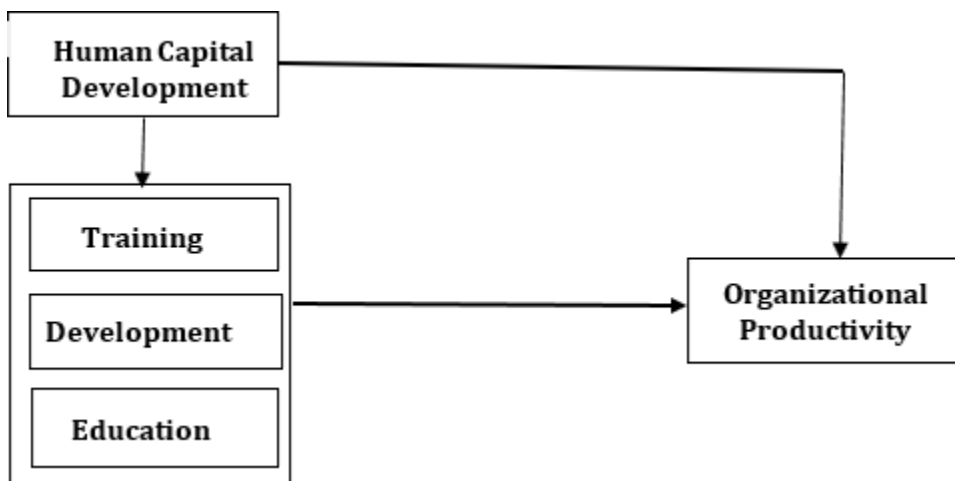 Human Capital
Development
Training
Development
Education
Organizational
Productivity